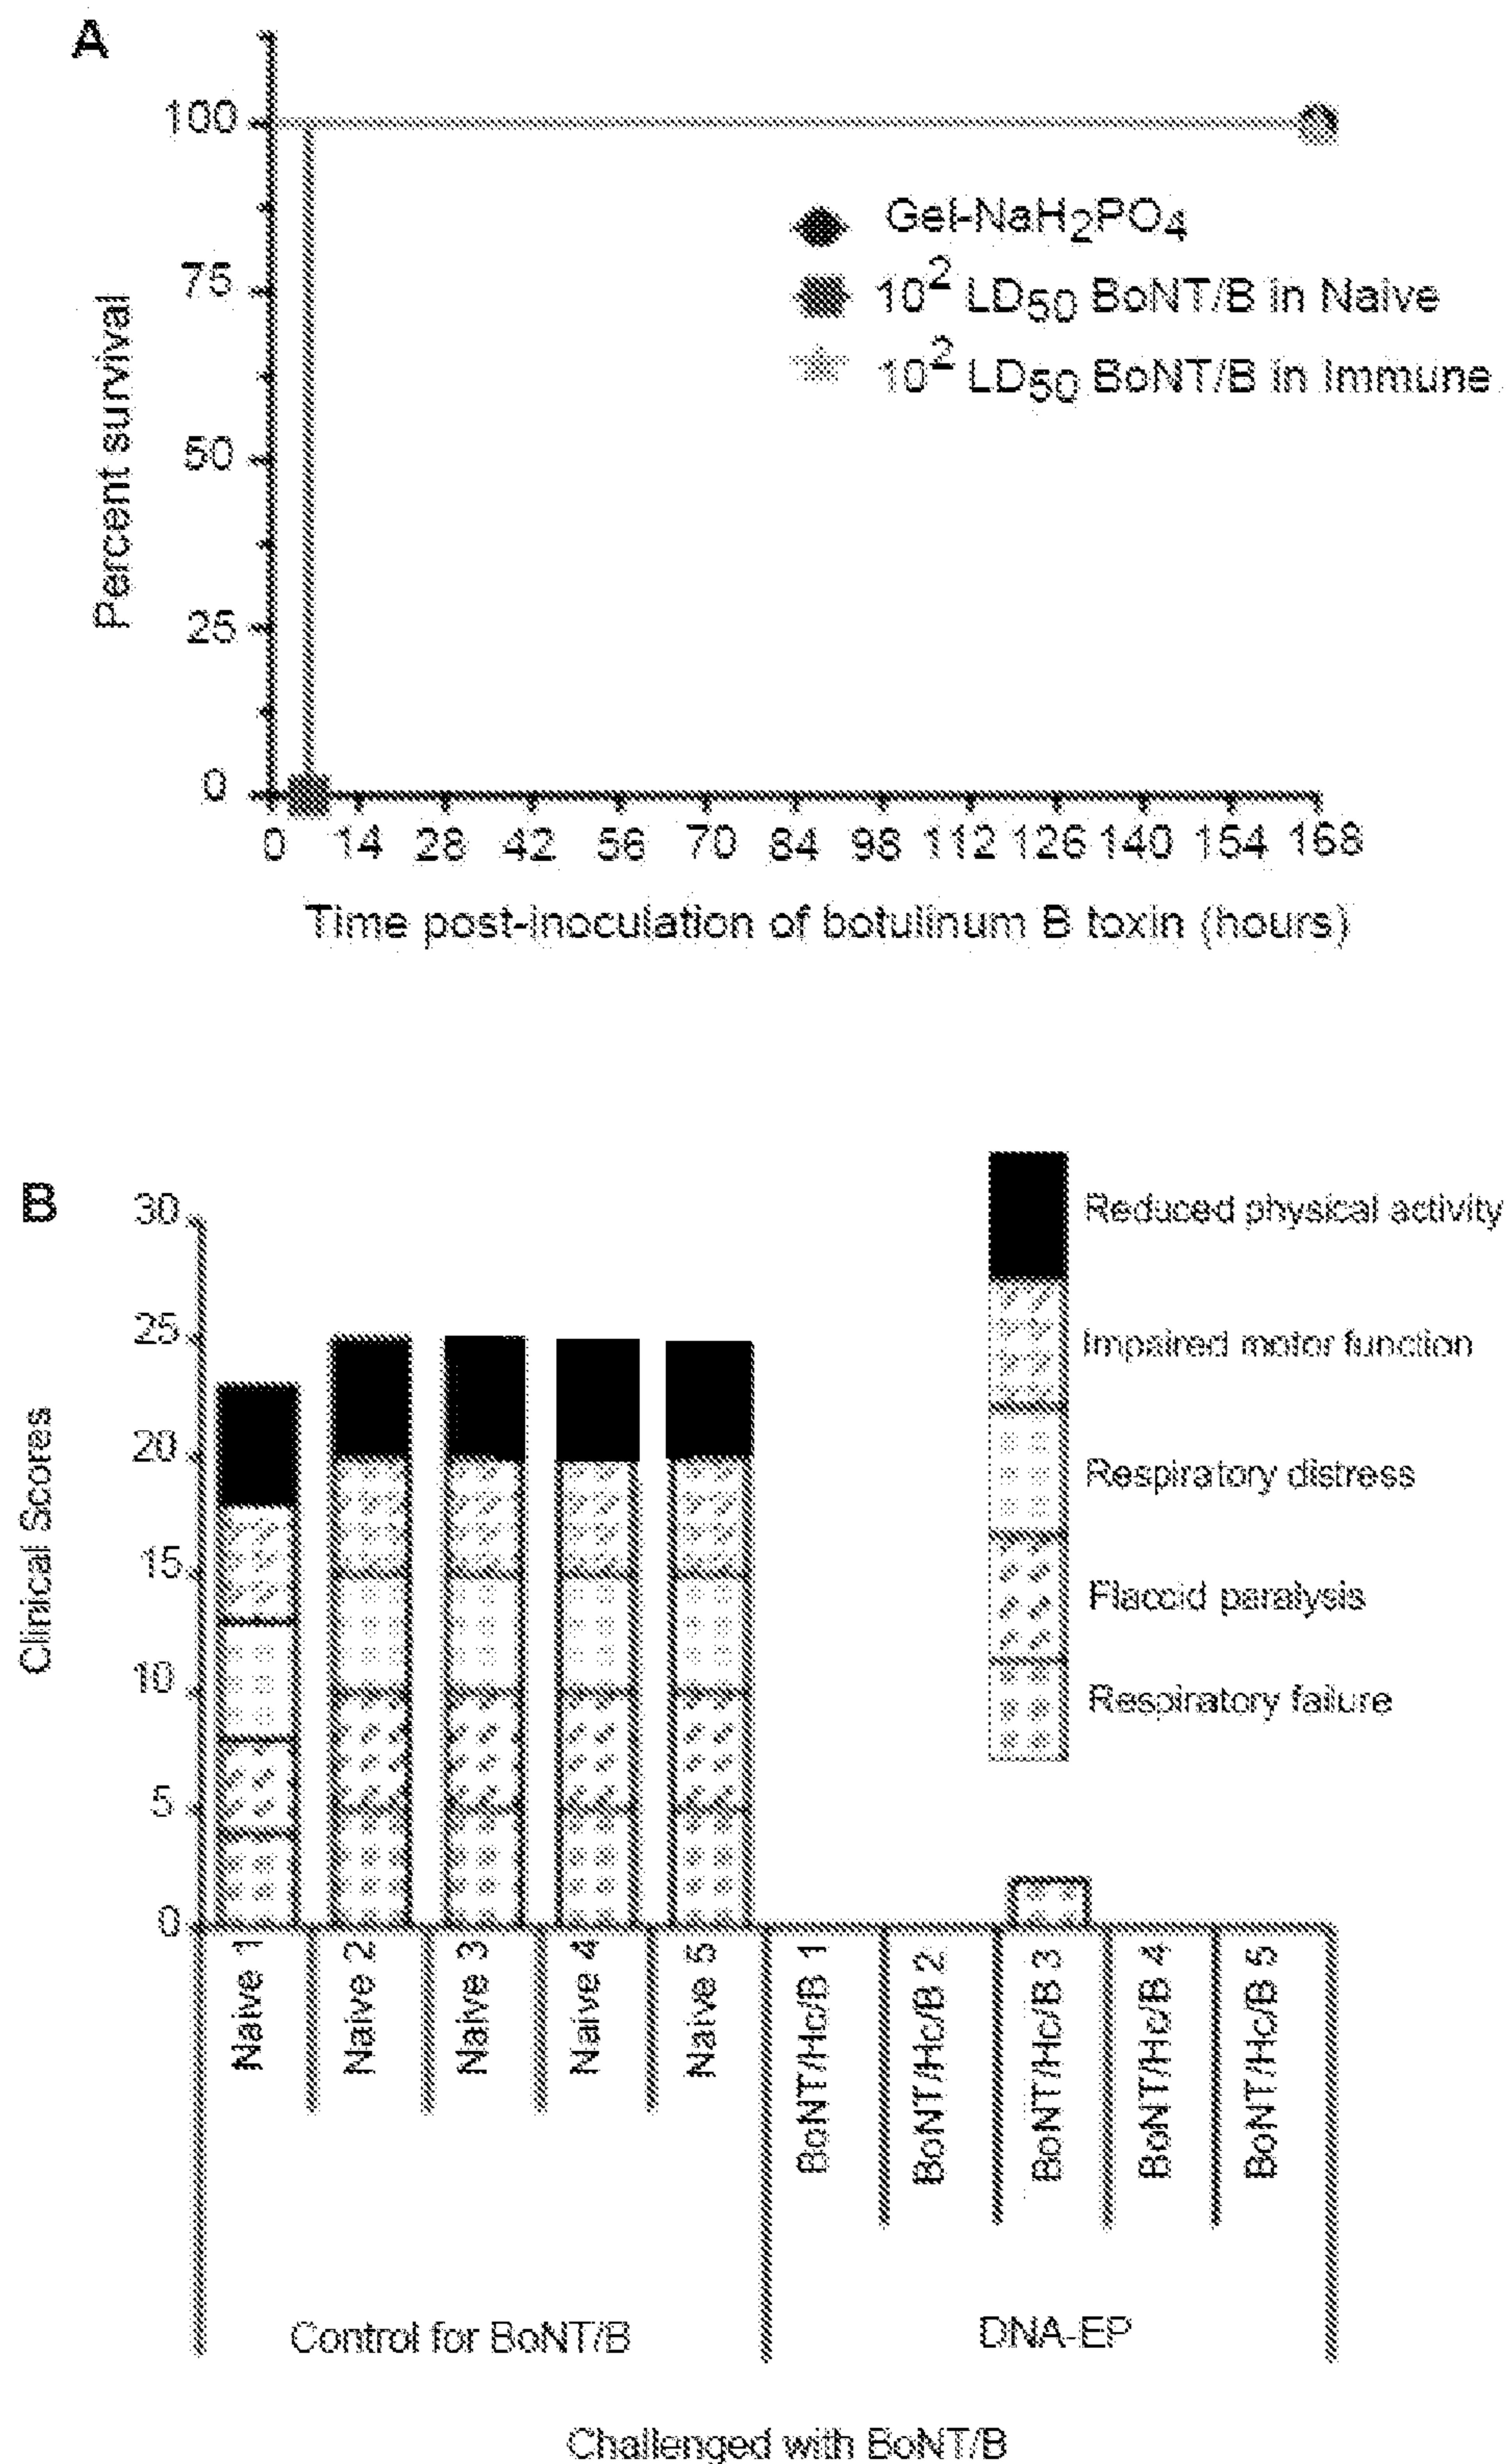 A
100
75
50
25
0
Percent survival
Gel-NaH2PO4
10^2 LD50 BoNT/B in Naive
10^2 LD50 BoNT/B in Immune
0 14 28 42 56 70 84 98 112 126 140 154 168
Time post-inoculation of botulinum B toxin (hours)
B
30
25
20
15
10
5
0
Clinical Scores
Reduced physical activity
Impaired motor function
Respiratory distress
Flaccid paralysis
Respiratory failure
Naive 1
Naive 2
Naive 3
Naive 4
Naive 5
BoNT/Hc/B 1
BoNT/Hc/B 2
BoNT/Hc/B 3
BoNT/Hc/B 4
BoNT/Hc/B 5
Control for BoNT/B
DNA-EP
Challenged with BoNT/B